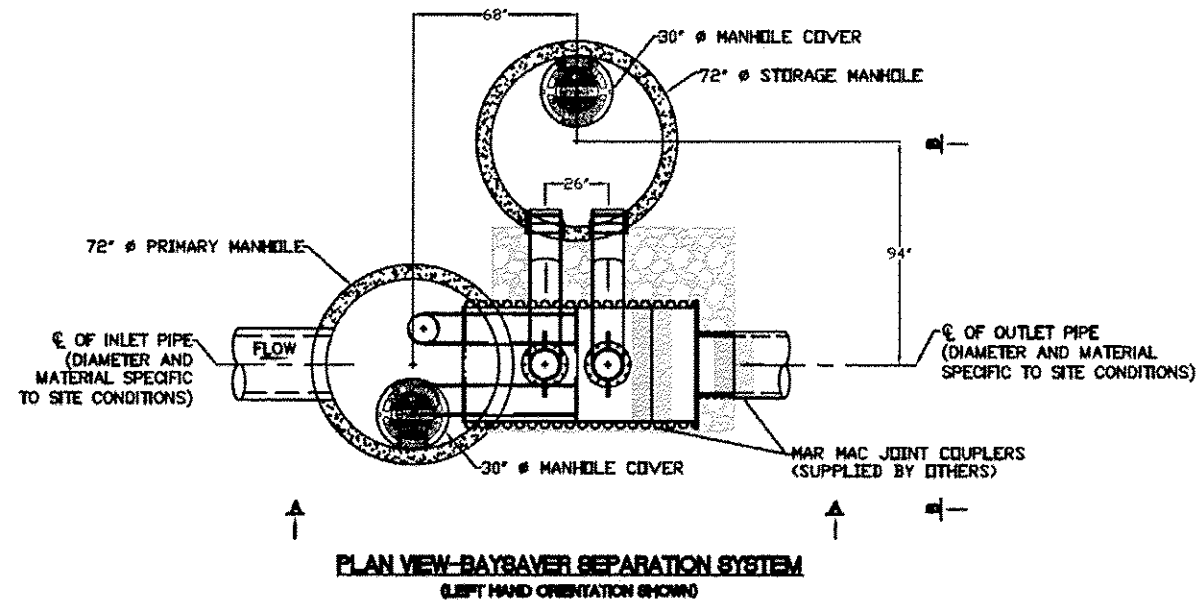 68"
30" ø MANHOLE COVER
72" ø STORAGE MANHOLE
B
26"
72" ø PRIMARY MANHOLE
94"
℄ OF INLET PIPE
(DIAMETER AND
MATERIAL SPECIFIC
TO SITE CONDITIONS)
FLOW
℄ OF OUTLET PIPE
(DIAMETER AND MATERIAL
SPECIFIC TO SITE CONDITIONS)
30" ø MANHOLE COVER
MAR MAC JOINT COUPLERS
(SUPPLIED BY OTHERS)
A
A
B
PLAN VIEW-BAYSAVER SEPARATION SYSTEM
(LEFT HAND ORIENTATION SHOWN)